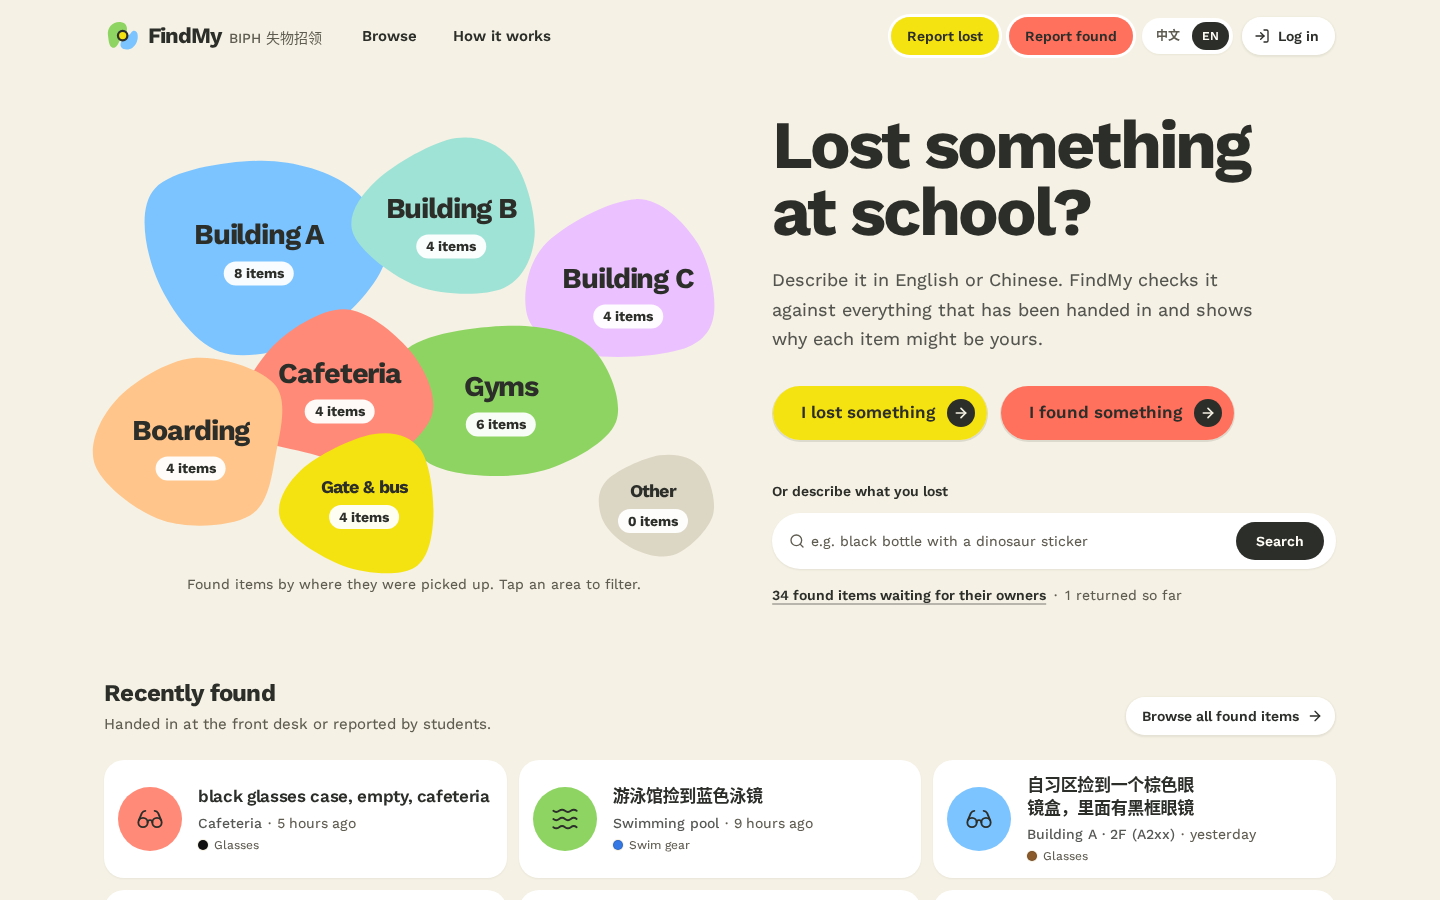 FindMy BIPH 失物招领
Browse
How it works
Report lost
Report found
中文
EN
Log in
Building A
8 items
Building B
4 items
Building C
4 items
Cafeteria
4 items
Gyms
6 items
Boarding
4 items
Gate & bus
4 items
Other
0 items
Found items by where they were picked up. Tap an area to filter.
Lost something
at school?
Describe it in English or Chinese. FindMy checks it
against everything that has been handed in and shows
why each item might be yours.
I lost something
I found something
Or describe what you lost
e.g. black bottle with a dinosaur sticker
Search
34 found items waiting for their owners · 1 returned so far
Recently found
Handed in at the front desk or reported by students.
Browse all found items
black glasses case, empty, cafeteria
Cafeteria · 5 hours ago
Glasses
游泳馆捡到蓝色泳镜
Swimming pool · 9 hours ago
Swim gear
自习区捡到一个棕色眼
镜盒，里面有黑框眼镜
Building A · 2F (A2xx) · yesterday
Glasses